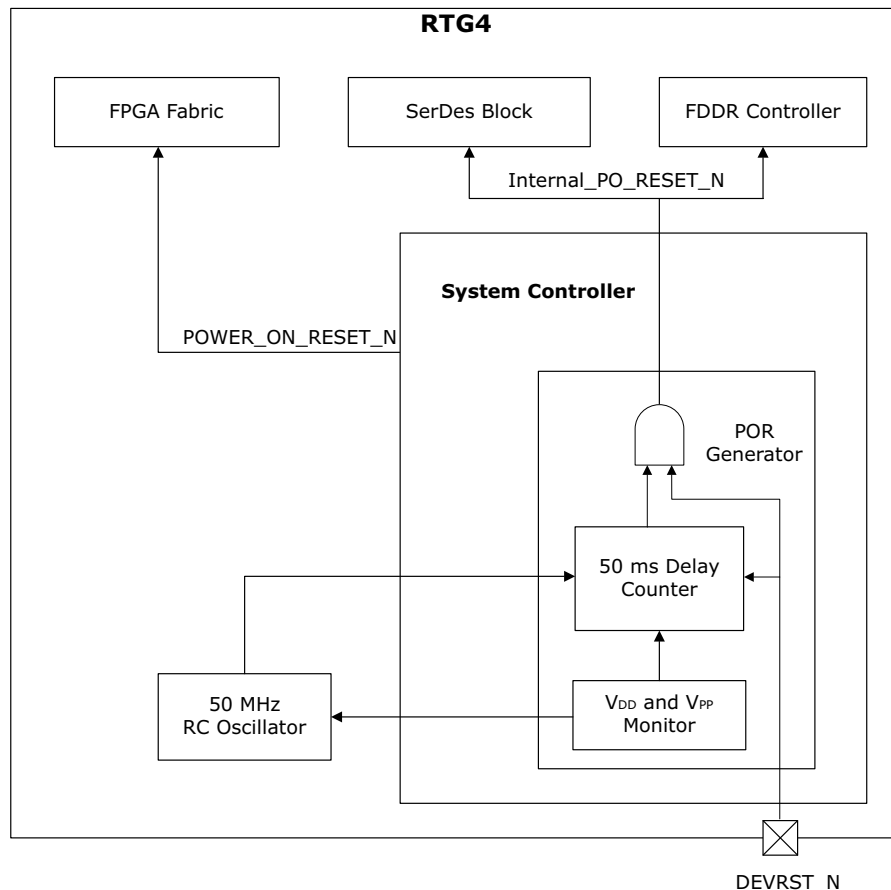 RTG4
FPGA Fabric
SerDes Block
FDDR Controller
Internal_PO_RESET_N
System Controller
POWER_ON_RESET_N
POR
Generator
50 ms Delay
Counter
50 MHz
RC Oscillator
VDD and VPP
Monitor
DEVRST_N